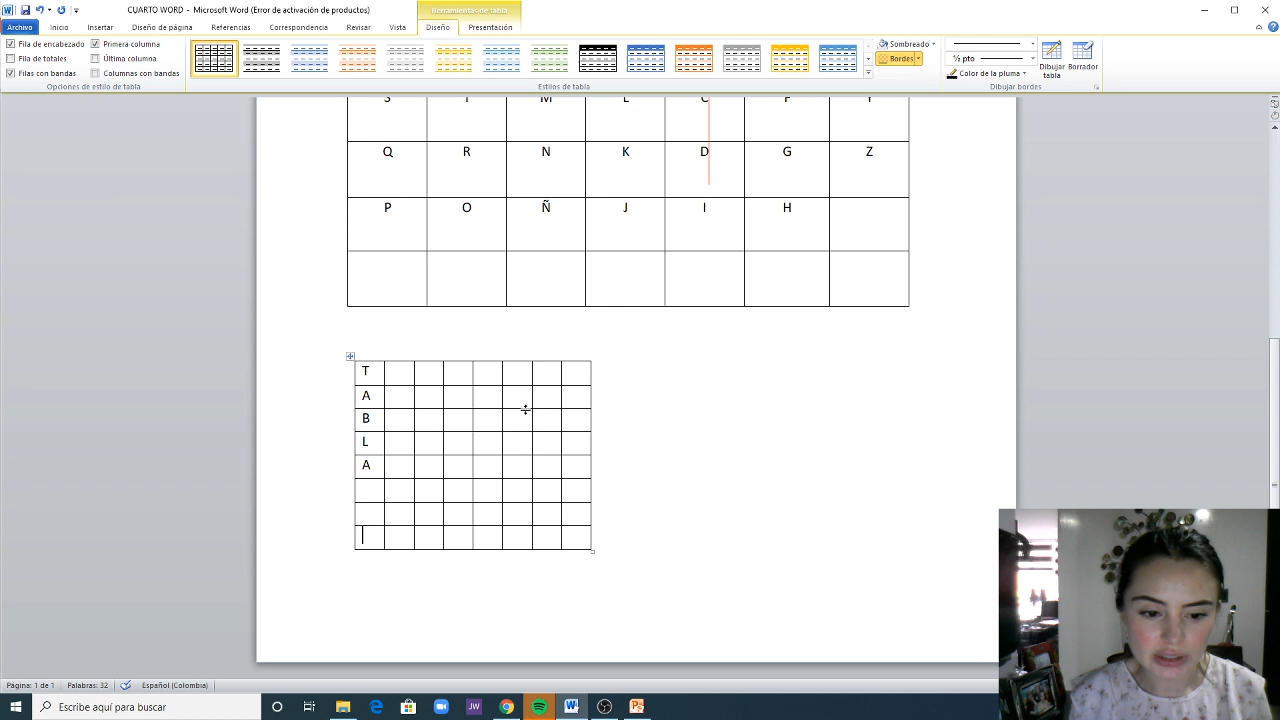 CUARTO WORD - Microsoft Word (Error de activación de productos)
Herramientas de tabla
Archivo Inicio Insertar Diseño de página Referencias Correspondencia Revisar Vista Diseño Presentación
Fila de encabezado Primera columna
Fila de totales Última columna
Filas con bandas Columnas con bandas
Sombreado
Bordes
½ pto
Color de la pluma
Dibujar tabla
Borrador
Opciones de estilo de tabla Estilos de tabla Dibujar bordes
Q R N K D G Z
P O Ñ J I H
T
A
B
L
A
Página: 1 de 1 Palabras: 32 Español (Colombia)
Escribe aquí para buscar
JW